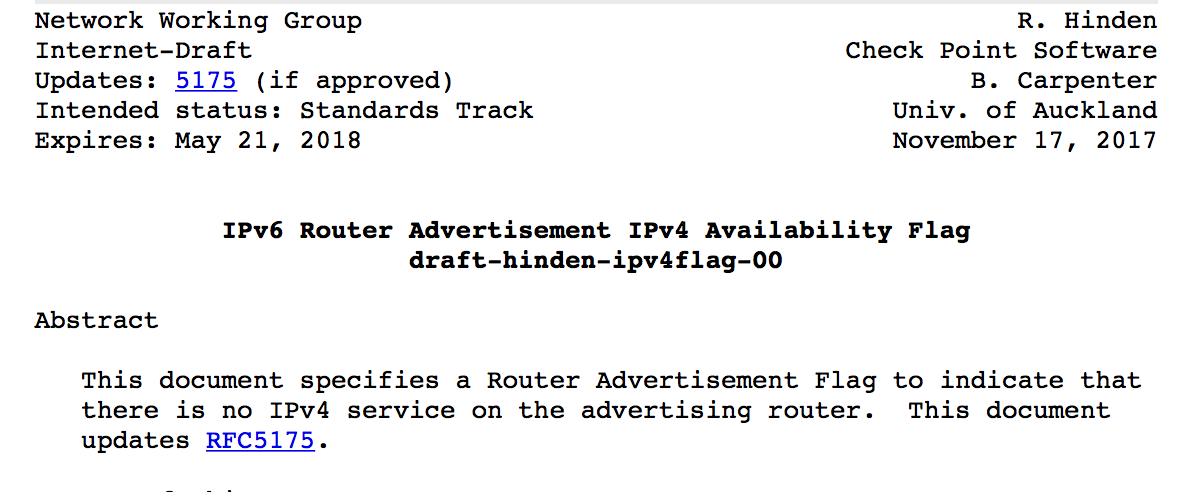 Network Working Group R. Hinden
Internet-Draft Check Point Software
Updates: 5175 (if approved) B. Carpenter
Intended status: Standards Track Univ. of Auckland
Expires: May 21, 2018 November 17, 2017
IPv6 Router Advertisement IPv4 Availability Flag
draft-hinden-ipv4flag-00
Abstract
This document specifies a Router Advertisement Flag to indicate that
there is no IPv4 service on the advertising router. This document
updates RFC5175.